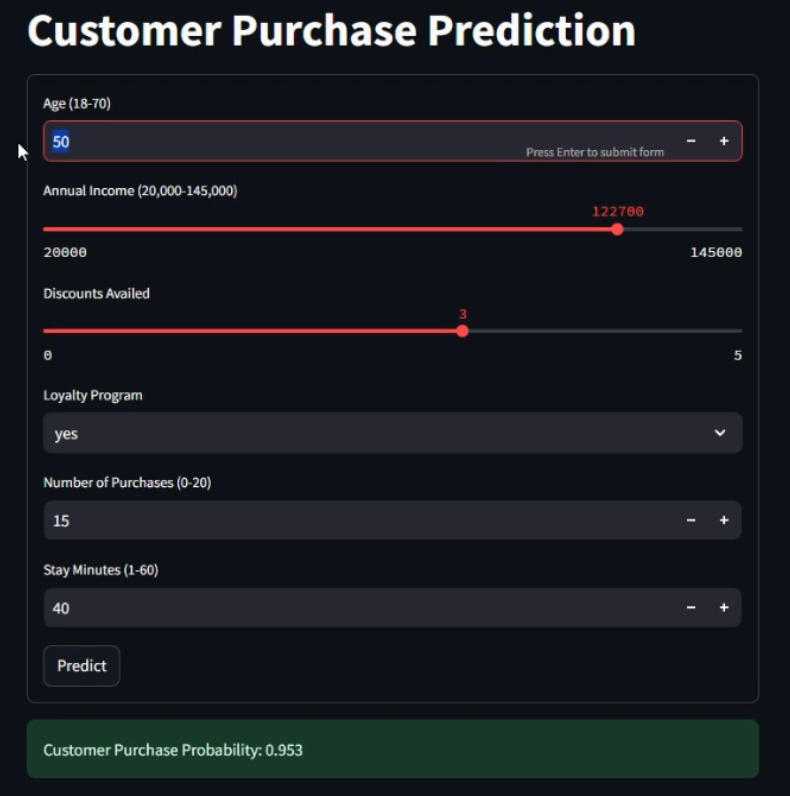 Customer Purchase Prediction
Age (18-70)
50
Press Enter to submit form
− +
Annual Income (20,000-145,000)
122700
20000 145000
Discounts Availed
3
0 5
Loyalty Program
yes
Number of Purchases (0-20)
15 − +
Stay Minutes (1-60)
40 − +
Predict
Customer Purchase Probability: 0.953